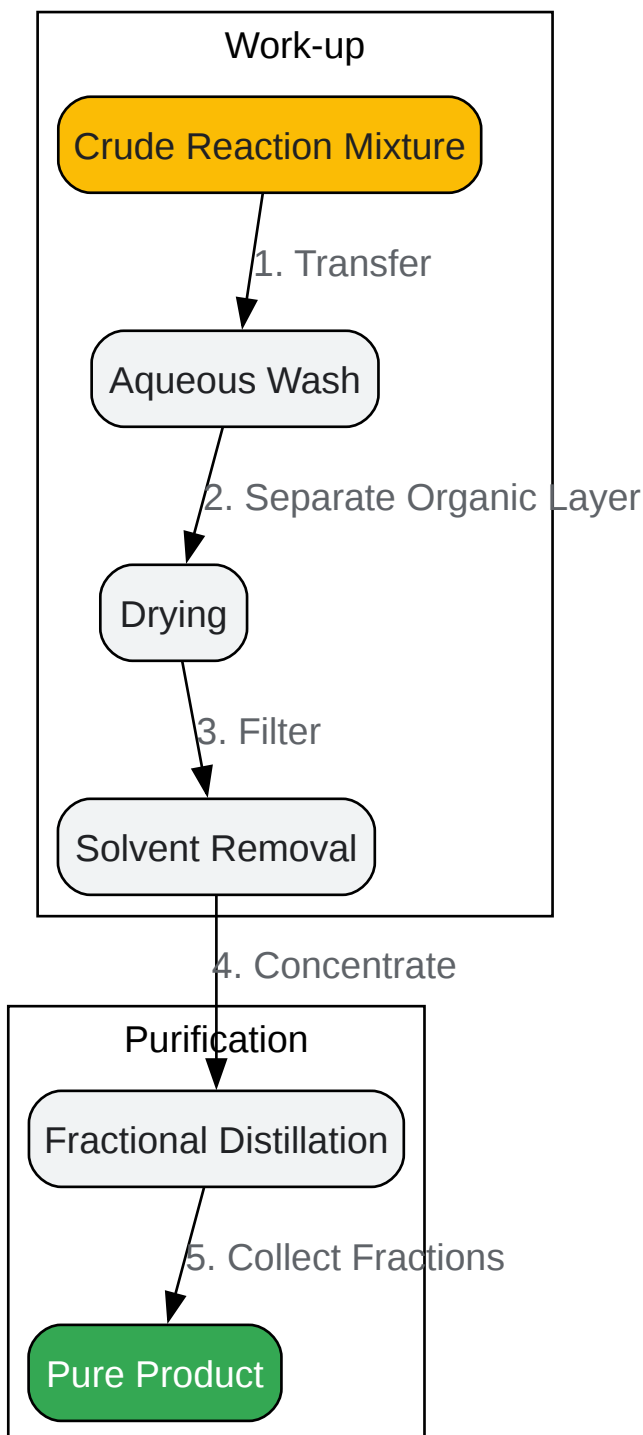 Work-up
Crude Reaction Mixture
1. Transfer
Aqueous Wash
2. Separate Organic Layer
Drying
3. Filter
Solvent Removal
4. Concentrate
Purification
Fractional Distillation
5. Collect Fractions
Pure Product